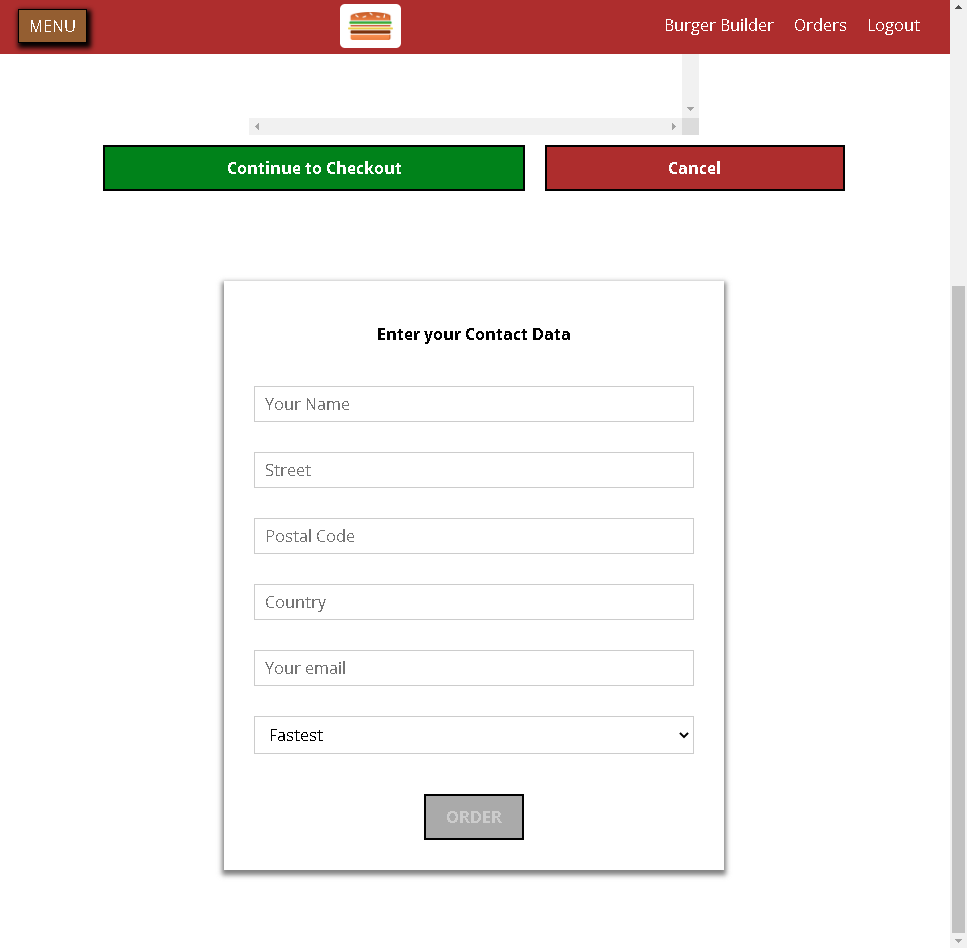 MENU
Burger Builder Orders Logout
Continue to Checkout Cancel
Enter your Contact Data
Your Name
Street
Postal Code
Country
Your email
Fastest
ORDER